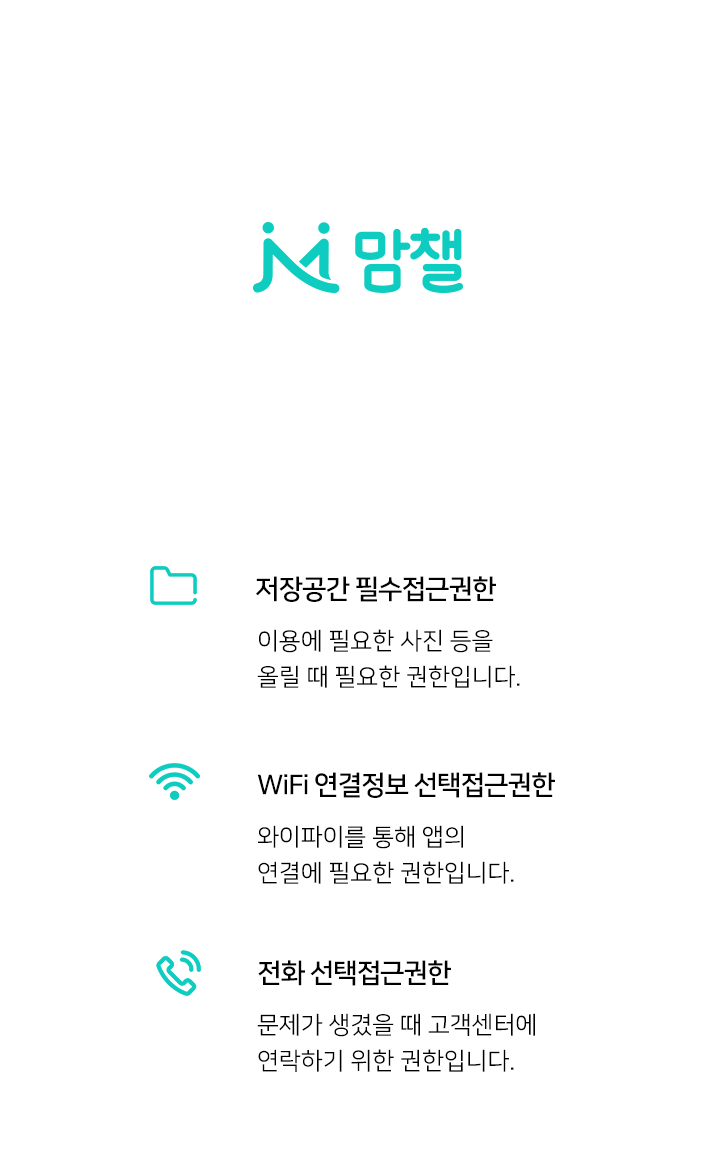 맘챌
저장공간 필수접근권한
이용에 필요한 사진 등을
올릴 때 필요한 권한입니다.
WiFi 연결정보 선택접근권한
와이파이를 통해 앱의
연결에 필요한 권한입니다.
전화 선택접근권한
문제가 생겼을 때 고객센터에
연락하기 위한 권한입니다.